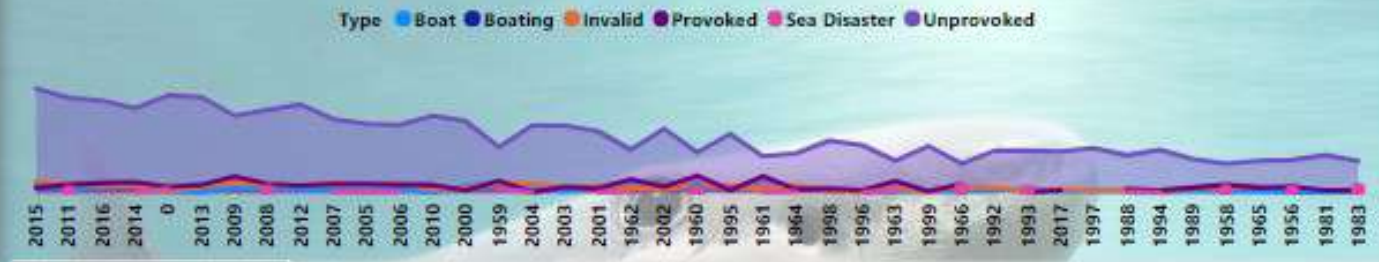 Type Boat Boating Invalid Provoked Sea Disaster Unprovoked
2015 2011 2016 2014 0 2013 2009 2008 2012 2007 2005 2006 2010 2000 1959 2004 2003 2001 1962 2002 1960 1995 1961 1964 1998 1996 1963 1999 1966 1992 1993 2017 1997 1988 1994 1989 1958 1965 1956 1981 1983